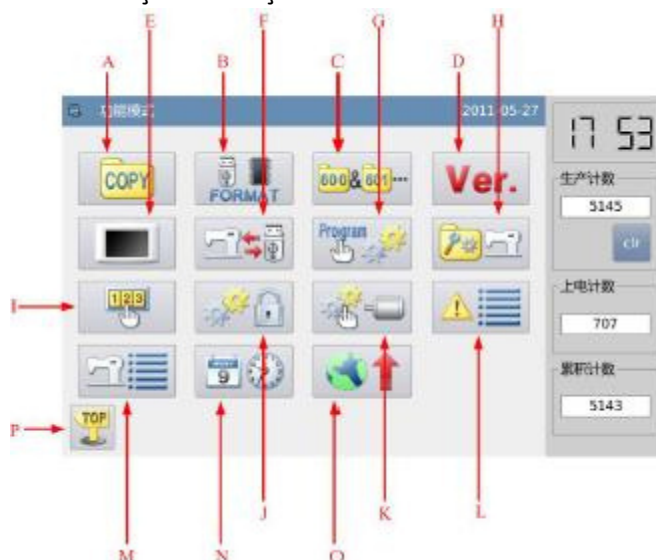 E F G H
A B C D
功能模式 2011-05-27
17 53
COPY FORMAT 600&601... Ver.
生产计数
5145
Program
clr
I 123
上电计数
707
9
累积计数
5143
P TOP
J K L
M N O